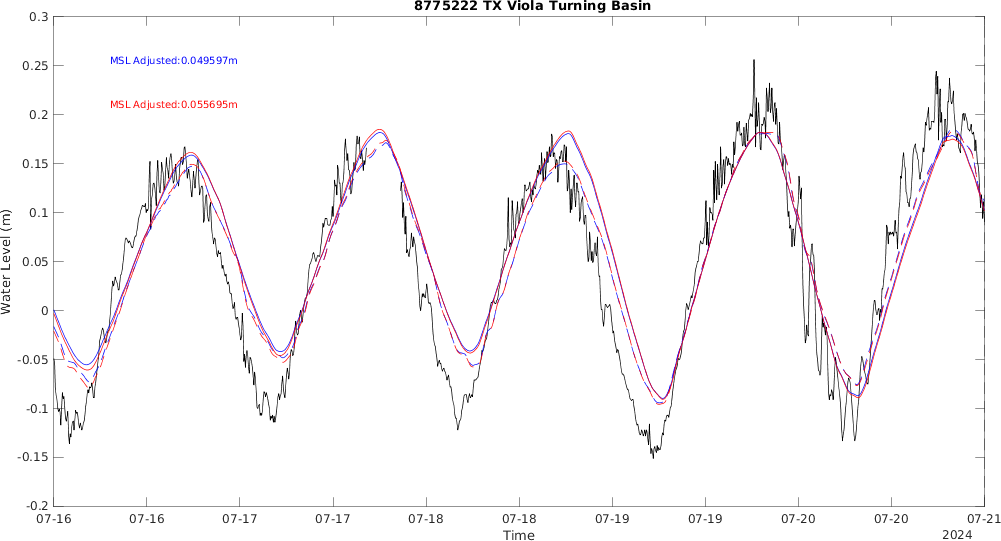 8775222 TX Viola Turning Basin
0.3
0.25
0.2
0.15
0.1
0.05
0
-0.05
-0.1
-0.15
-0.2
Water Level (m)
MSL Adjusted:0.049597m
MSL Adjusted:0.055695m
07-16 07-16 07-17 07-17 07-18 07-18 07-19 07-19 07-20 07-20 07-21
Time
2024